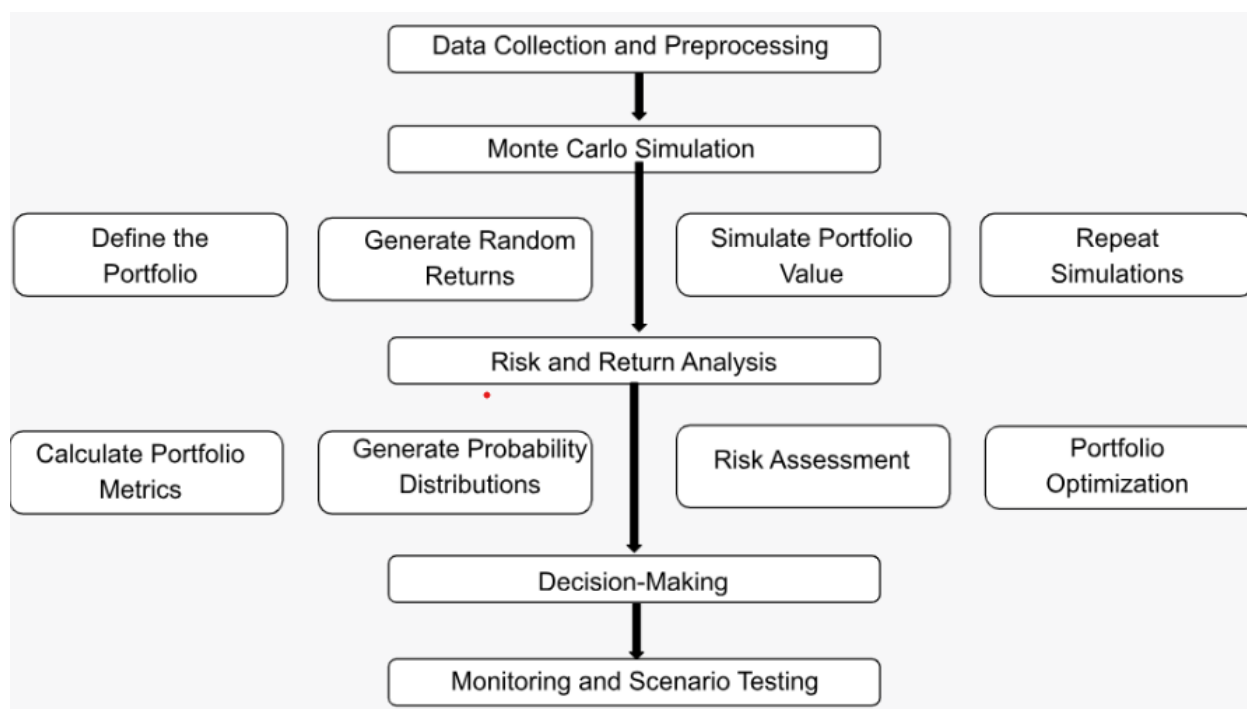 Data Collection and Preprocessing
Monte Carlo Simulation
Define the
Portfolio
Generate Random
Returns
Simulate Portfolio
Value
Repeat
Simulations
Risk and Return Analysis
Calculate Portfolio
Metrics
Generate Probability
Distributions
Risk Assessment
Portfolio
Optimization
Decision-Making
Monitoring and Scenario Testing